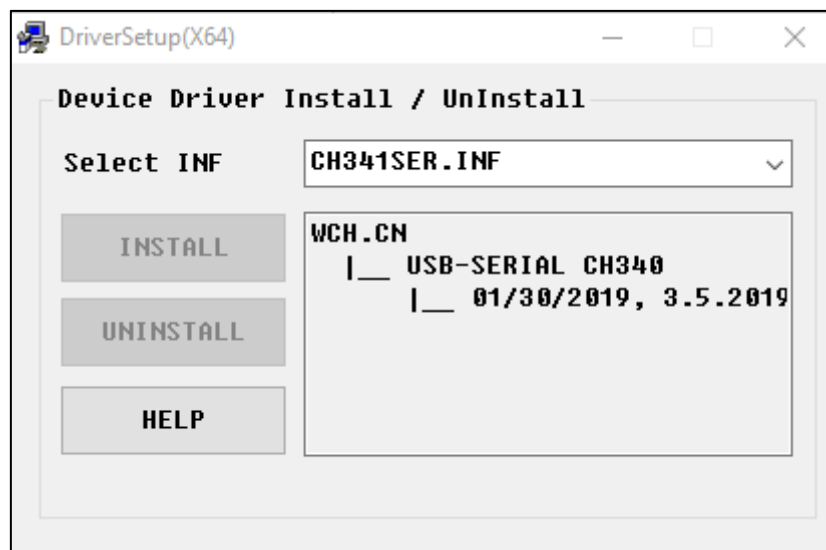 DriverSetup(X64)
Device Driver Install / UnInstall
Select INF
CH341SER.INF
INSTALL
UNINSTALL
HELP
WCH.CN
|__ USB-SERIAL CH340
|__ 01/30/2019, 3.5.2019